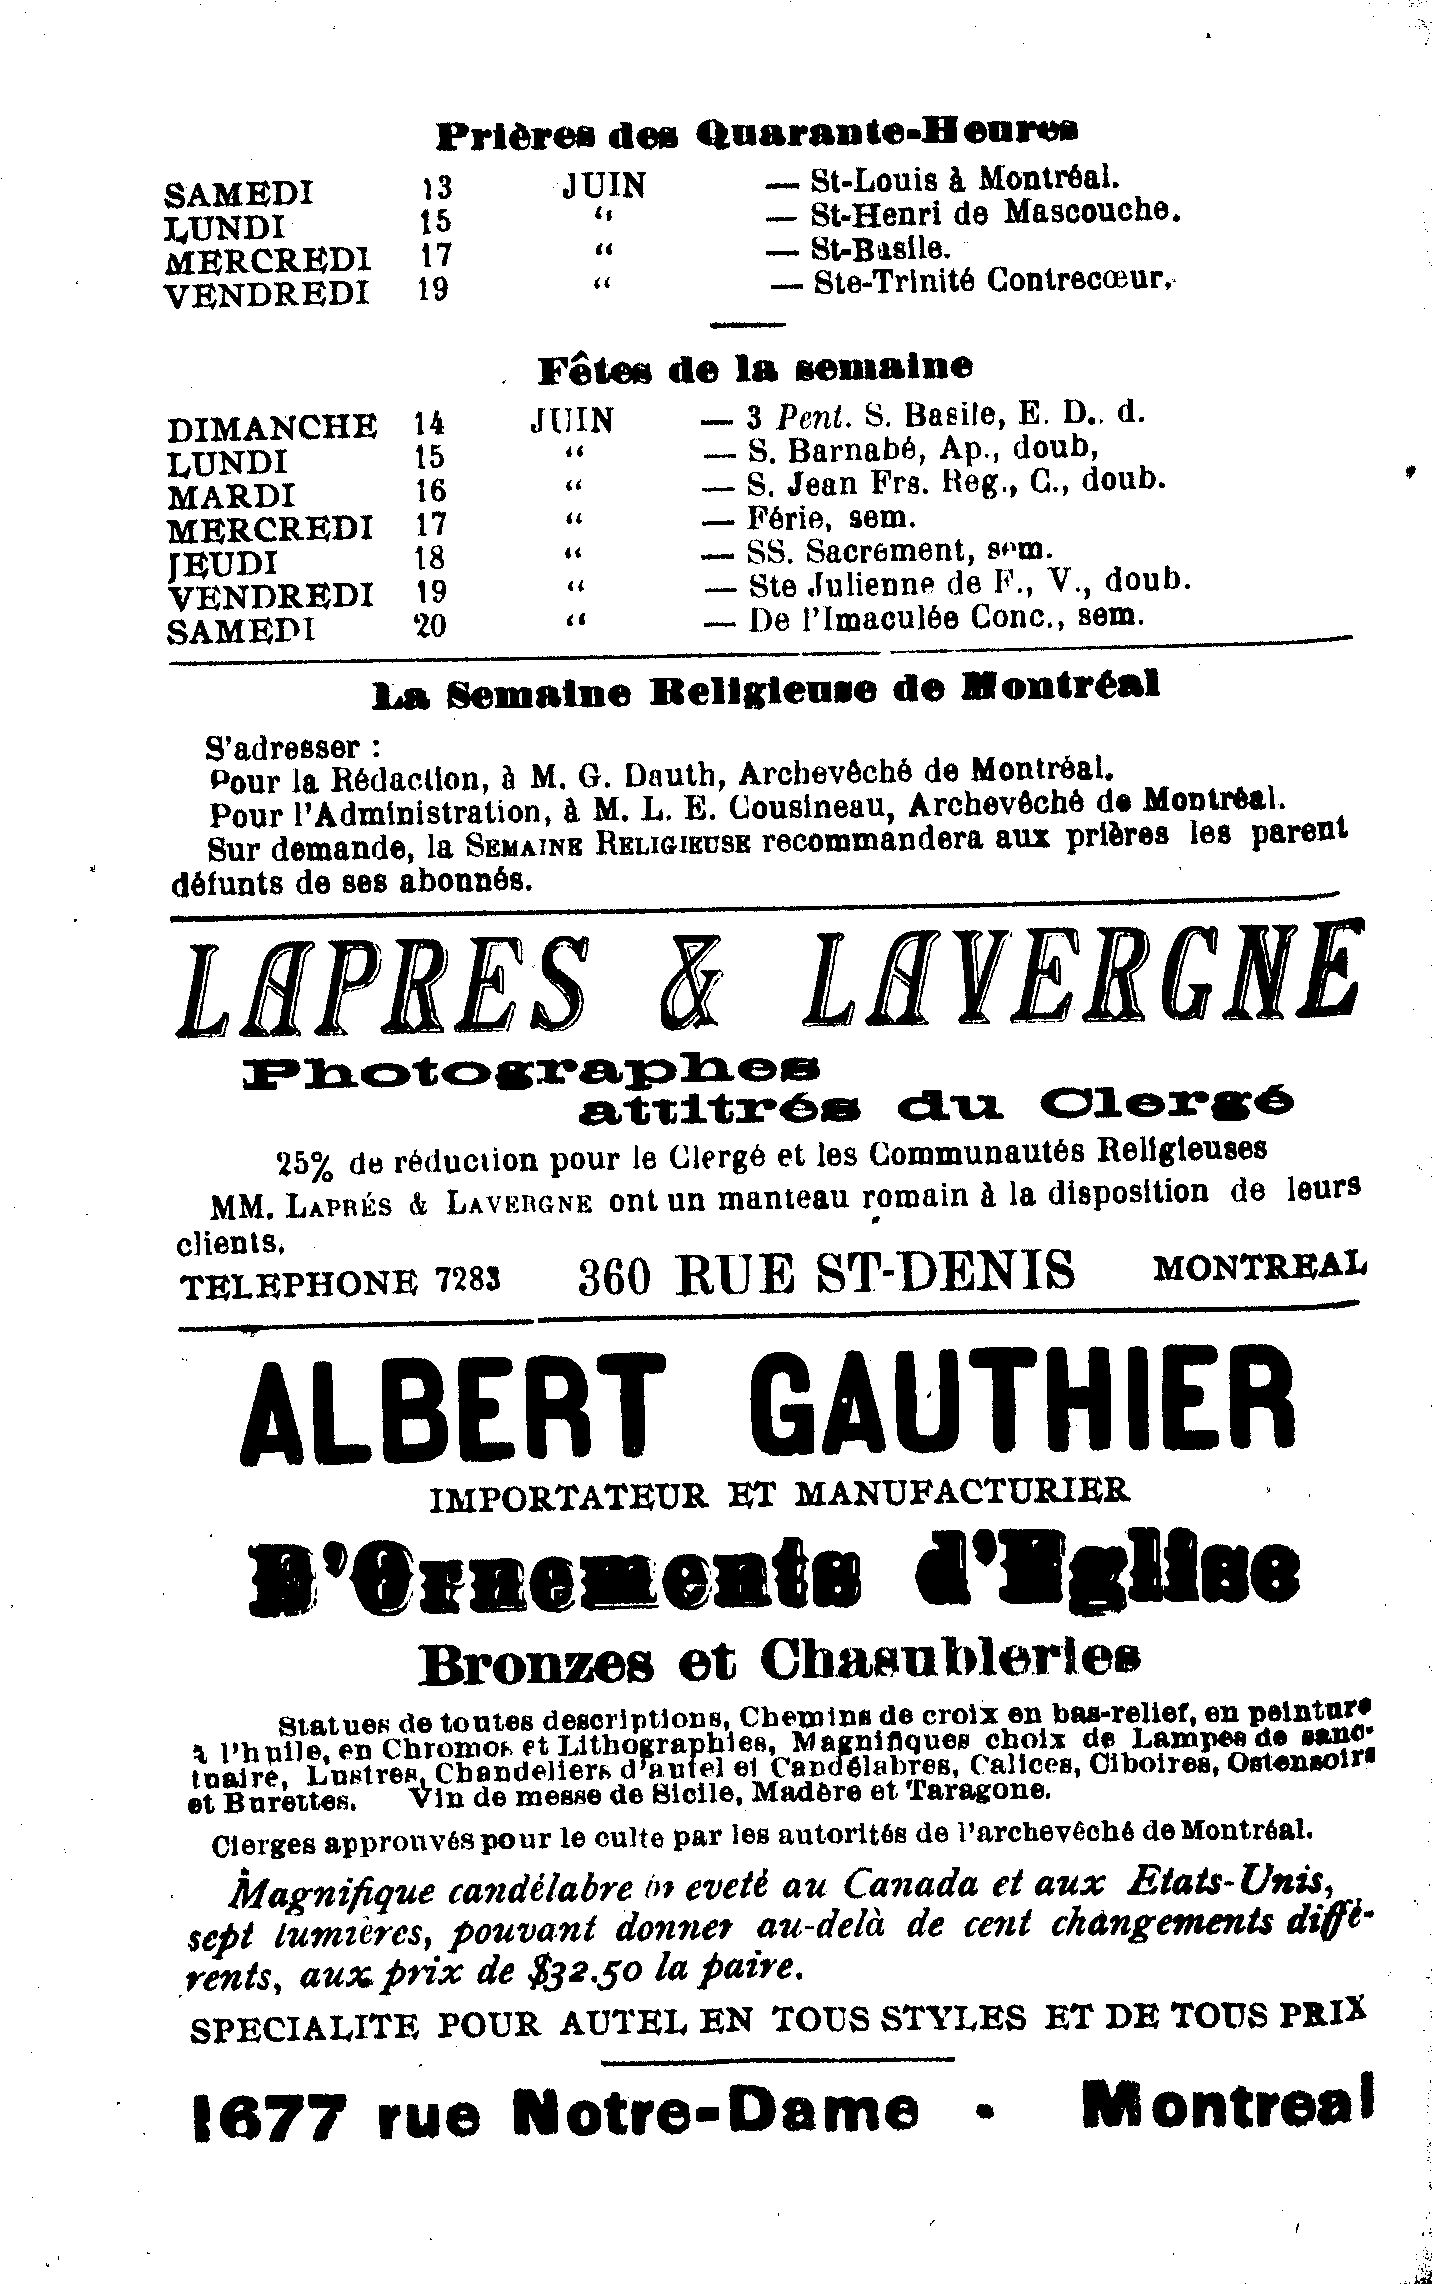 Prières des Quarante-Heures
SAMEDI 13 JUIN — St-Louis à Montréal.
LUNDI 15 “ — St-Henri de Mascouche.
MERCREDI 17 “ — St-Basile.
VENDREDI 19 “ — Ste-Trinité Contrecœur.
Fêtes de la semaine
DIMANCHE 14 JUIN — 3 Pent. S. Basile, E. D.. d.
LUNDI 15 “ — S. Barnabé, Ap., doub,
MARDI 16 “ — S. Jean Frs. Reg., C., doub.
MERCREDI 17 “ — Férie, sem.
JEUDI 18 “ — SS. Sacrement, sem.
VENDREDI 19 “ — Ste Julienne de F., V., doub.
SAMEDI 20 “ — De l'Imaculée Conc., sem.
La Semaine Religieuse de Montréal
S'adresser :
Pour la Rédaction, à M. G. Dauth, Archevêché de Montréal.
Pour l'Administration, à M. L. E. Cousineau, Archevêché de Montréal.
Sur demande, la SEMAINE RELIGIEUSE recommandera aux prières les parent
défunts de ses abonnés.
LAPRES & LAVERGNE
Photographes
attitrés du Clergé
25% de réduction pour le Clergé et les Communautés Religieuses
MM. LAPRÉS & LAVERGNE ont un manteau romain à la disposition de leurs
clients.
TELEPHONE 7283 360 RUE ST-DENIS MONTREAL
ALBERT GAUTHIER
IMPORTATEUR ET MANUFACTURIER
D'Ornements d'Eglise
Bronzes et Chasubleries
Statues de toutes descriptions, Chemins de croix en bas-relief, en peinture
à l'huile, en Chromos et Lithographies, Magnifiques choix de Lampes de sanc-
tuaire, Lustres, Chandeliers d'autel et Candélabres, Calices, Ciboires, Ostensoirs
et Burettes. Vin de messe de Sicile, Madère et Taragone.
Cierges approuvés pour le culte par les autorités de l'archevêché de Montréal.
Magnifique candélabre breveté au Canada et aux Etats-Unis,
sept lumières, pouvant donner au-delà de cent changements diffé-
rents, aux prix de $32.50 la paire.
SPECIALITE POUR AUTEL EN TOUS STYLES ET DE TOUS PRIX
1677 rue Notre-Dame - Montreal